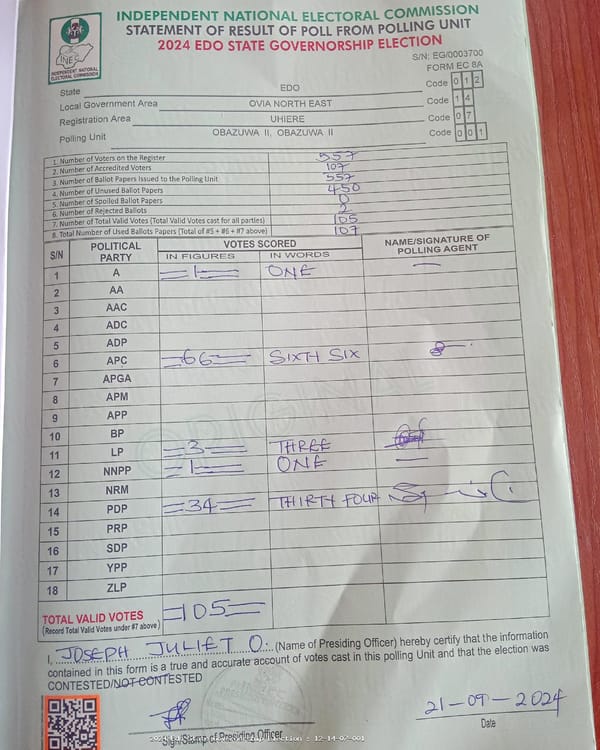 INDEPENDENT NATIONAL ELECTORAL COMMISSION
STATEMENT OF RESULT OF POLL FROM POLLING UNIT
2024 EDO STATE GOVERNORSHIP ELECTION
INEC
INDEPENDENT NATIONAL ELECTORAL COMMISSION
S/N: EG/0003700
FORM EC 8A
State EDO Code 0 1 2
Local Government Area OVIA NORTH EAST Code 1 4
Registration Area UHIERE Code 0 7
Polling Unit OBAZUWA II, OBAZUWA II Code 0 0 1
1. Number of Voters on the Register 557
2. Number of Accredited Voters 107
3. Number of Ballot Papers Issued to the Polling Unit 557
4. Number of Unused Ballot Papers 450
5. Number of Spoiled Ballot Papers 0
6. Number of Rejected Ballots 2
7. Number of Total Valid Votes (Total Valid Votes cast for all parties) 105
8. Total Number of Used Ballots Papers (Total of #5 + #6 + #7 above) 107
S/N POLITICAL PARTY VOTES SCORED NAME/SIGNATURE OF POLLING AGENT
IN FIGURES IN WORDS
1 A 1 ONE
2 AA
3 AAC
4 ADC
5 ADP
6 APC 66 SIXTH SIX
7 APGA
8 APM
9 APP
10 BP
11 LP 3 THREE
12 NNPP 1 ONE
13 NRM
14 PDP 34 THIRTY FOUR
15 PRP
16 SDP
17 YPP
18 ZLP
ORIGINAL
TOTAL VALID VOTES 105
(Record Total Valid Votes under #7 above)
I, JOSEPH JULIET O. (Name of Presiding Officer) hereby certify that the information
contained in this form is a true and accurate account of votes cast in this polling Unit and that the election was
CONTESTED/NOT CONTESTED
21-09-2024
Sign/Stamp of Presiding Officer Date
: 12-14-07-001